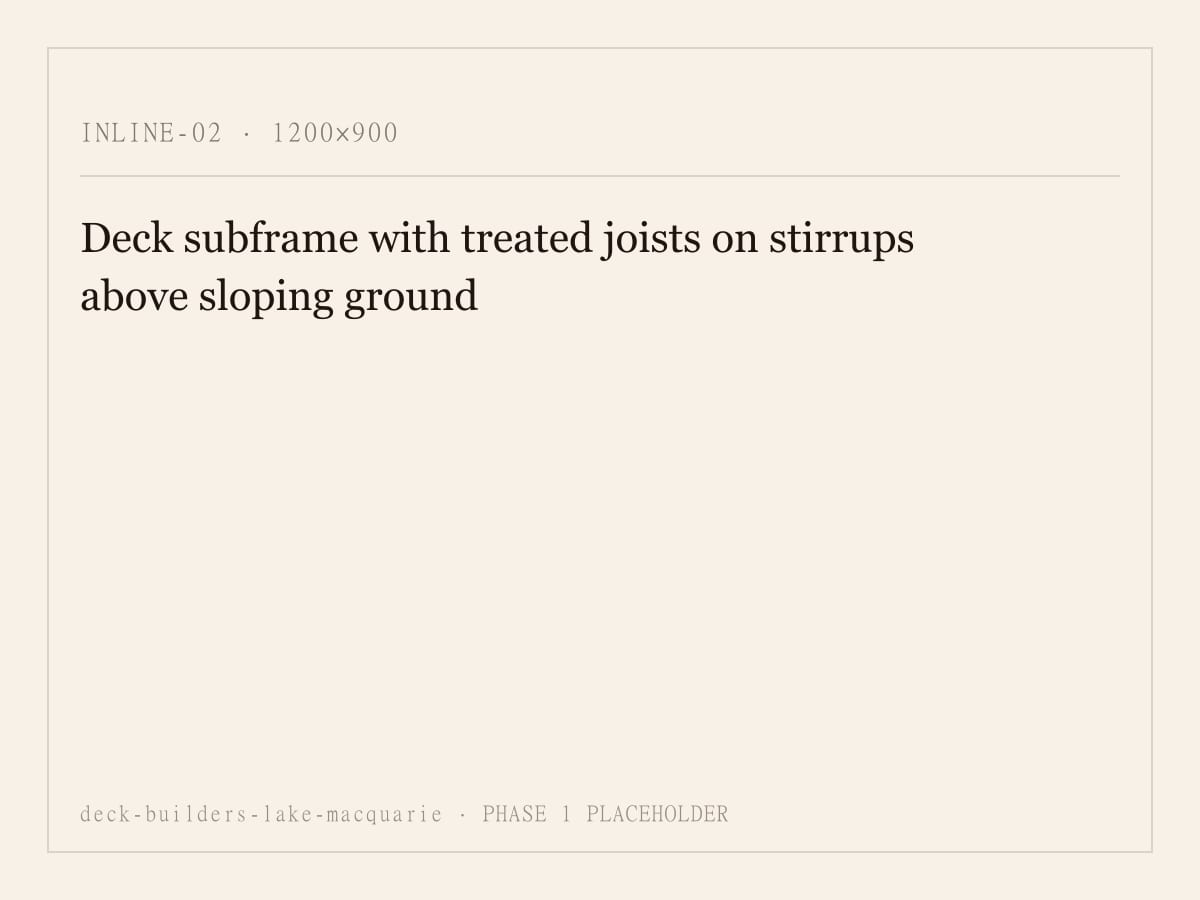 INLINE-02 · 1200×900
Deck subframe with treated joists on stirrups
above sloping ground
deck-builders-lake-macquarie · PHASE 1 PLACEHOLDER